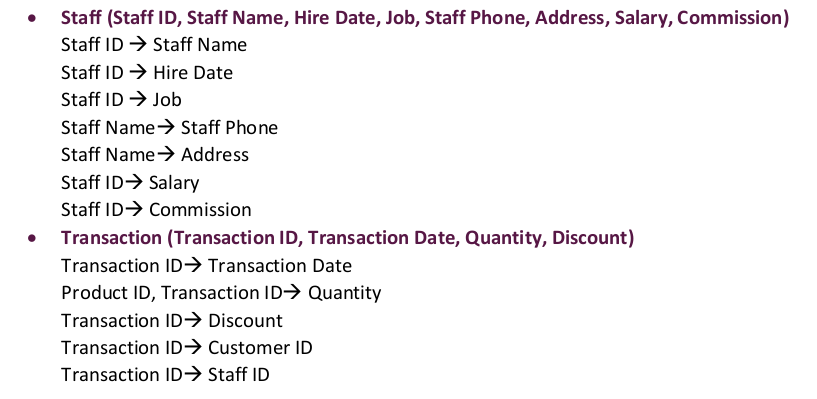 • Staff (Staff ID, Staff Name, Hire Date, Job, Staff Phone, Address, Salary, Commission)
Staff ID → Staff Name
Staff ID → Hire Date
Staff ID → Job
Staff Name→ Staff Phone
Staff Name→ Address
Staff ID→ Salary
Staff ID→ Commission
• Transaction (Transaction ID, Transaction Date, Quantity, Discount)
Transaction ID→ Transaction Date
Product ID, Transaction ID→ Quantity
Transaction ID→ Discount
Transaction ID→ Customer ID
Transaction ID→ Staff ID